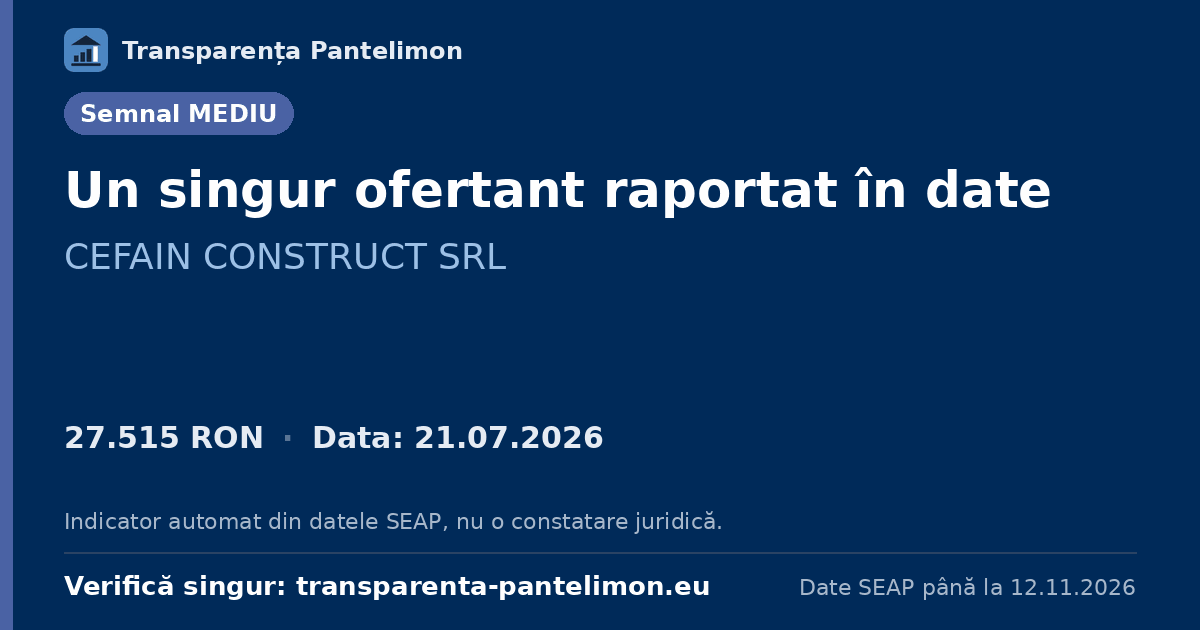 Transparența Pantelimon
Semnal MEDIU
Un singur ofertant raportat în date
CEFAIN CONSTRUCT SRL
27.515 RON · Data: 21.07.2026
Indicator automat din datele SEAP, nu o constatare juridică.
Verifică singur: transparenta-pantelimon.eu
Date SEAP până la 12.11.2026